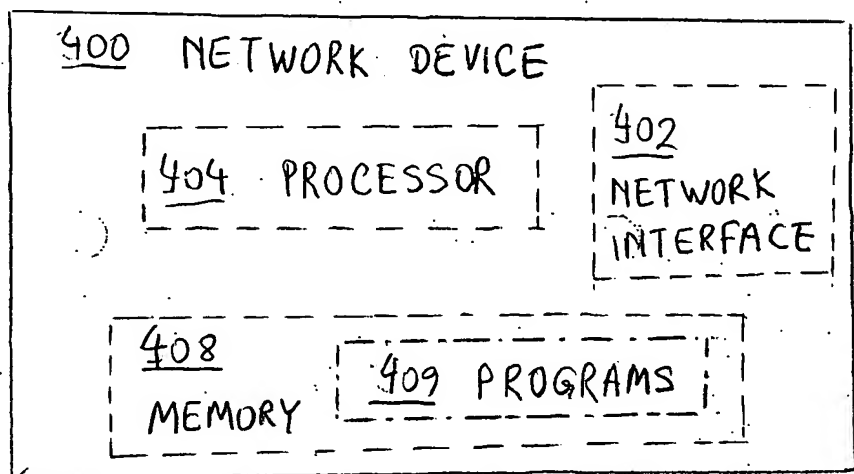 400 NETWORK DEVICE
404 PROCESSOR
402
NETWORK
INTERFACE
408
MEMORY
409 PROGRAMS